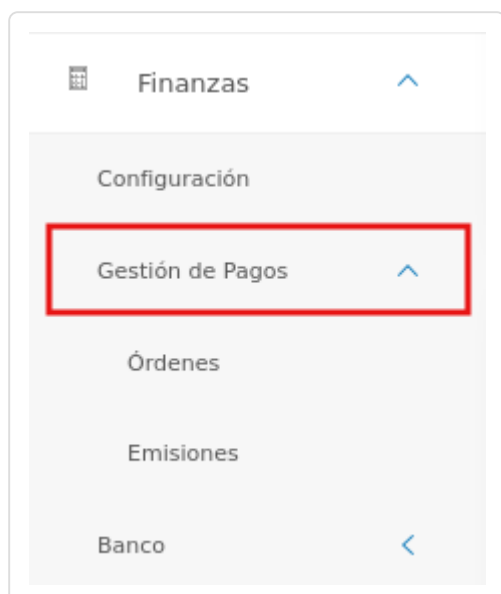 Finanzas
Configuración
Gestión de Pagos
Órdenes
Emisiones
Banco